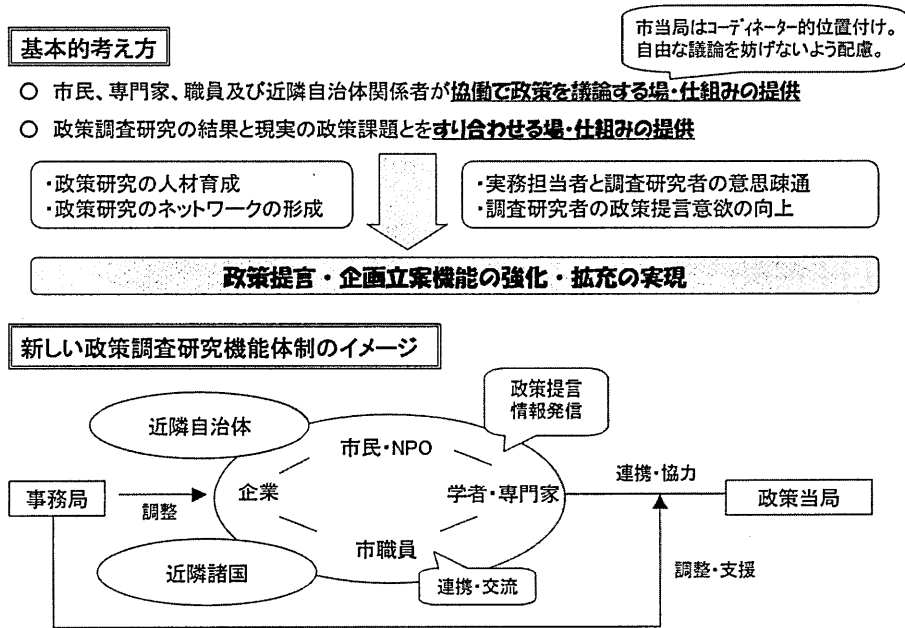 市当局はコーディネーター的位置付け。
自由な議論を妨げないよう配慮。
基本的考え方
○ 市民、専門家、職員及び近隣自治体関係者が協働で政策を議論する場・仕組みの提供
○ 政策調査研究の結果と現実の政策課題とをすり合わせる場・仕組みの提供
・政策研究の人材育成
・政策研究のネットワークの形成
・実務担当者と調査研究者の意思疎通
・調査研究者の政策提言意欲の向上
政策提言・企画立案機能の強化・拡充の実現
新しい政策調査研究機能体制のイメージ
政策提言
情報発信
近隣自治体
市民・NPO
連携・協力
事務局
調整
企業
学者・専門家
政策当局
市職員
近隣諸国
連携・交流
調整・支援